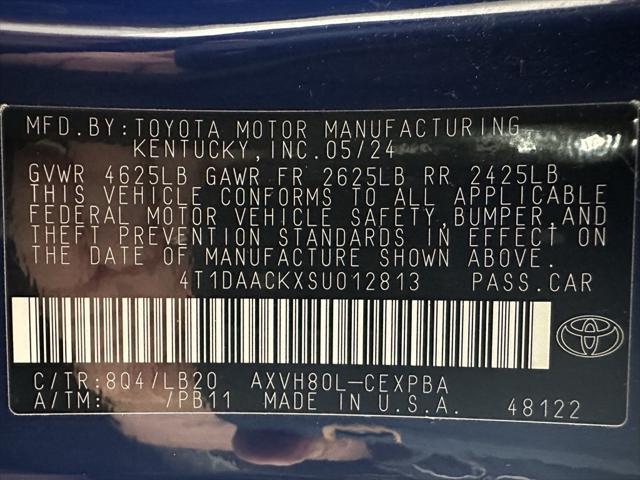 MFD.BY:TOYOTA MOTOR MANUFACTURING
KENTUCKY,INC.05/24
GVWR 4625LB GAWR FR 2625LB RR 2425LB
THIS VEHICLE CONFORMS TO ALL APPLICABLE
FEDERAL MOTOR VEHICLE SAFETY,BUMPER,AND
THEFT PREVENTION STANDARDS IN EFFECT ON
THE DATE OF MANUFACTURE SHOWN ABOVE.
4T1DAACKXSU012813 PASS.CAR
C/TR:8Q4/LB20 AXVH80L-CEXPBA
A/TM: /PB11 MADE IN U.S.A. 48122